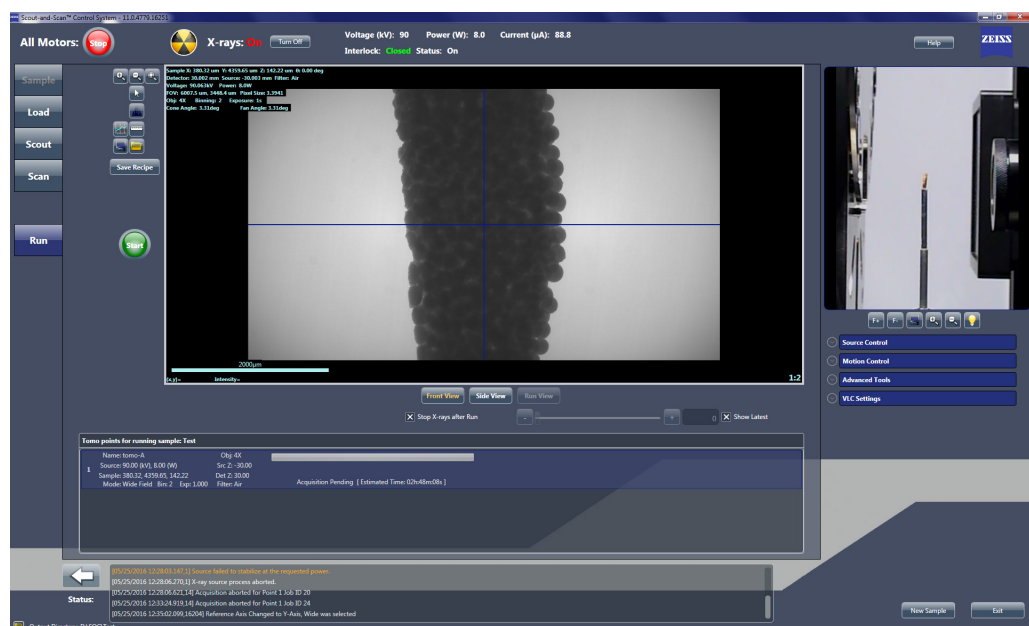 Scout-and-Scan™ Control System - 11.0.4779.16251
All Motors: Stop
X-rays: On Turn Off
Voltage (kV): 90 Power (W): 8.0 Current (µA): 88.8
Interlock: Closed Status: On
Help
ZEISS
Sample
Load
Scout
Scan
Run
Save Recipe
Start
Sample X: 380.32 um Y: 4359.65 um Z: 142.22 um θ: 0.00 deg
Detector: 30.002 mm Source: -30.003 mm Filter: Air
Voltage: 90.063kV Power: 8.0W
FOV: 6007.5 um, 3448.4 um Pixel Size: 3.3941
Obj: 4X Binning: 2 Exposure: 1s
Cone Angle: 3.31deg Fan Angle: 3.31deg
2000µm
(x,y)= Intensity=
1:2
F+ F-
Source Control
Motion Control
Advanced Tools
VLC Settings
Front View Side View Run View
Stop X-rays after Run
- + 0 Show Latest
Tomo points for running sample: Test
1
Name: tomo-A Obj: 4X
Source: 90.00 (kV), 8.00 (W) Src Z: -30.00
Sample: 380.32, 4359.65, 142.22 Det Z: 30.00
Mode: Wide Field Bin: 2 Exp: 1.000 Filter: Air
Acquisition Pending [ Estimated Time: 02h:48m:08s ]
Status:
[05/25/2016 12:28:03.147,1] Source failed to stabilize at the requested power.
[05/25/2016 12:28:06.270,1] X-ray source process aborted.
[05/25/2016 12:28:06.621,14] Acquisition aborted for Point 1 Job ID 20
[05/25/2016 12:33:24.919,14] Acquisition aborted for Point 1 Job ID 24
[05/25/2016 12:35:02.099,16204] Reference Axis Changed to Y-Axis, Wide was selected
New Sample
Exit